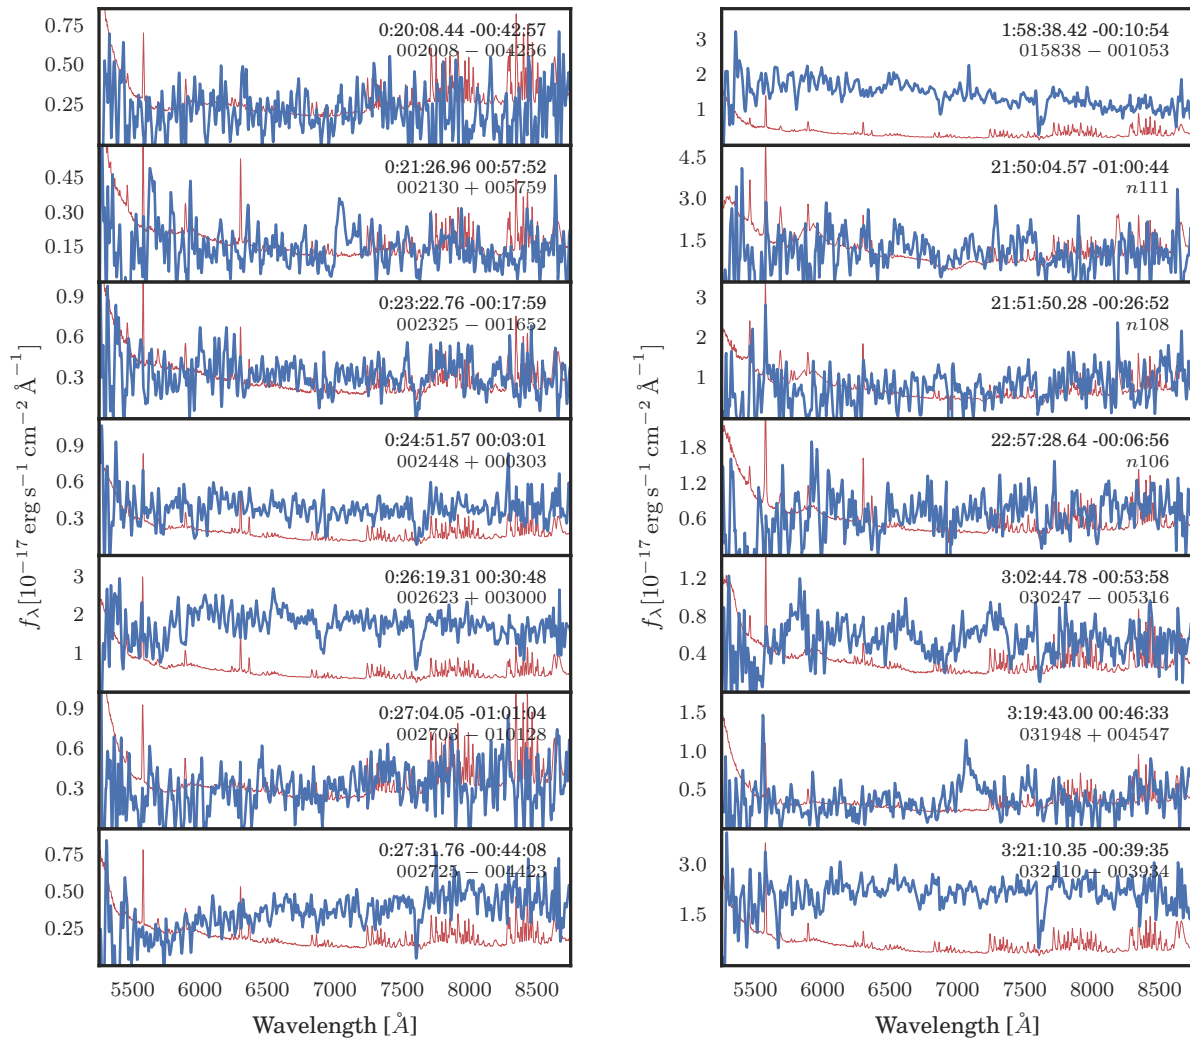 0:20:08.44 -00:42:57
002008 − 004256
0.75
0.50
0.25
0:21:26.96 00:57:52
002130 + 005759
0.45
0.30
0.15
0:23:22.76 -00:17:59
002325 − 001652
0.9
0.6
0.3
0:24:51.57 00:03:01
002448 + 000303
0.9
0.6
0.3
0:26:19.31 00:30:48
002623 + 003000
3
2
1
0:27:04.05 -01:01:04
002703 − 010128
0.9
0.6
0.3
0:27:31.76 -00:44:08
002725 − 004423
0.75
0.50
0.25
fλ[10−17 erg s−1 cm−2 Å−1]
5500 6000 6500 7000 7500 8000 8500
Wavelength [Å]
1:58:38.42 -00:10:54
015838 − 001053
3
2
1
21:50:04.57 -01:00:44
n111
4.5
3.0
1.5
21:51:50.28 -00:26:52
n108
3
2
1
22:57:28.64 -00:06:56
n106
1.8
1.2
0.6
3:02:44.78 -00:53:58
030247 − 005316
1.2
0.8
0.4
3:19:43.00 00:46:33
031948 + 004547
1.5
1.0
0.5
3:21:10.35 -00:39:35
032110 − 003934
3.0
1.5
fλ[10−17 erg s−1 cm−2 Å−1]
5500 6000 6500 7000 7500 8000 8500
Wavelength [Å]